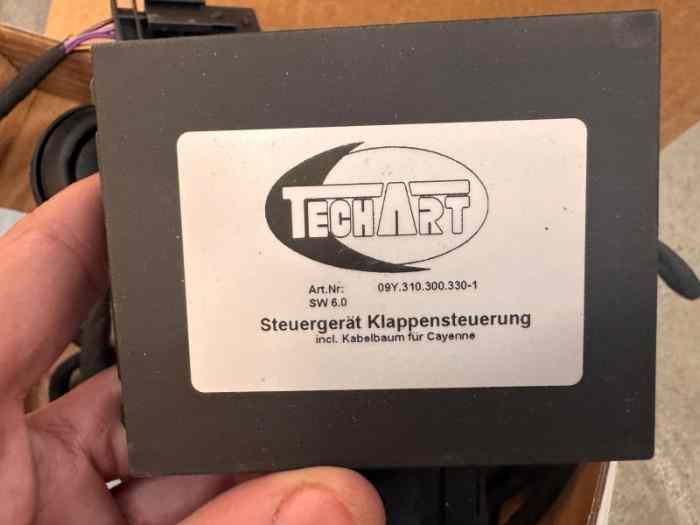 TECHART
Art.Nr: 09Y.310.300.330-1
SW 6.0
Steuergerät Klappensteuerung
incl. Kabelbaum für Cayenne